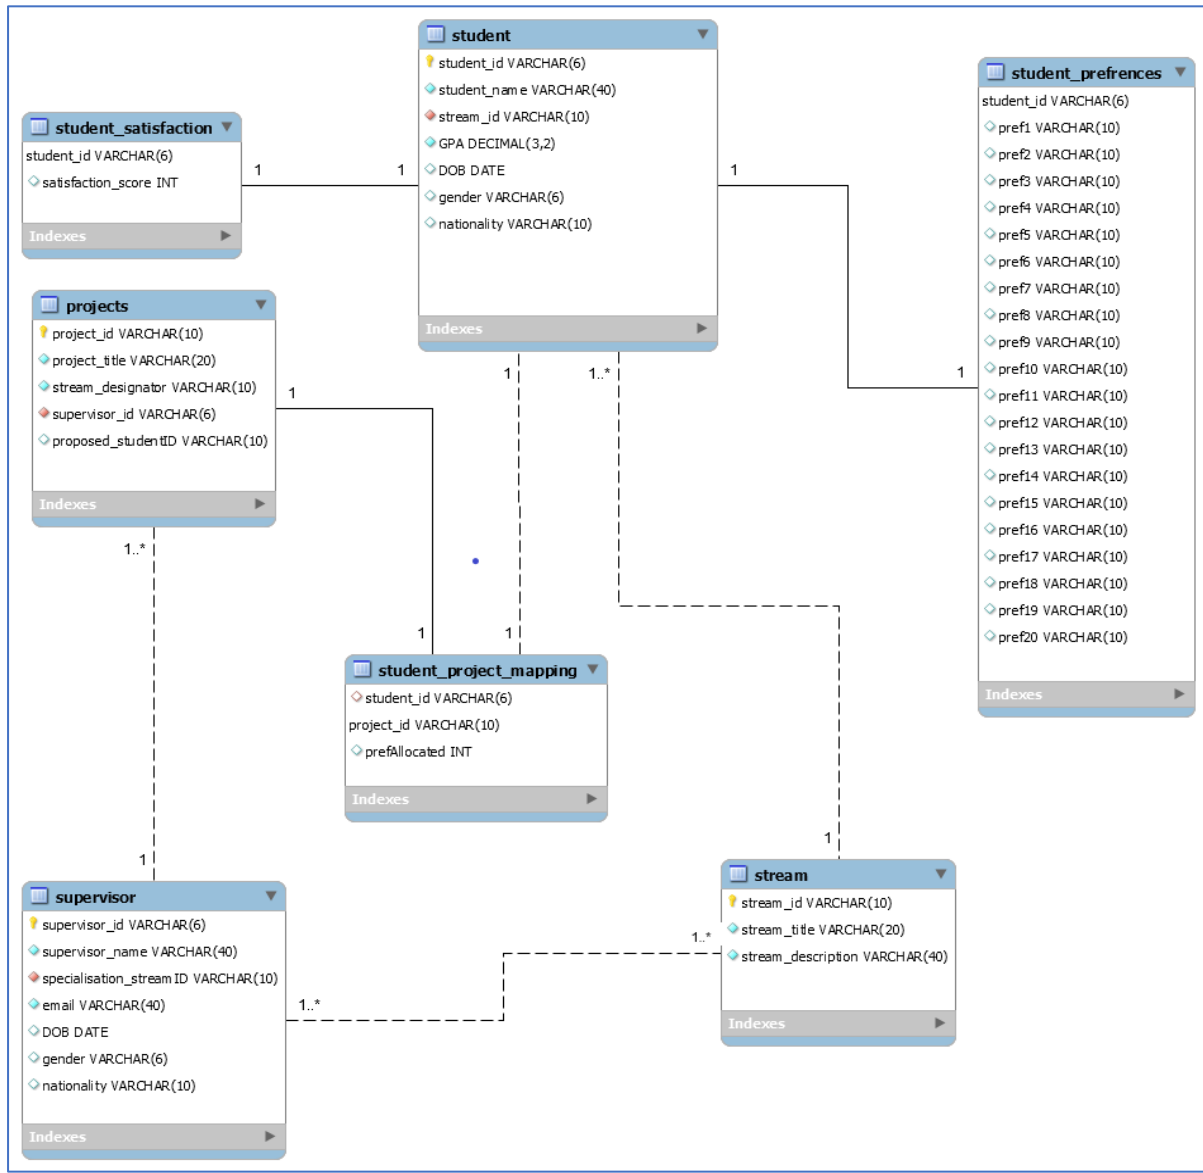 student
student_id VARCHAR(6)
student_name VARCHAR(40)
stream_id VARCHAR(10)
GPA DECIMAL(3,2)
DOB DATE
gender VARCHAR(6)
nationality VARCHAR(10)
Indexes
student_prefrences
student_id VARCHAR(6)
pref1 VARCHAR(10)
pref2 VARCHAR(10)
pref3 VARCHAR(10)
pref4 VARCHAR(10)
pref5 VARCHAR(10)
pref6 VARCHAR(10)
pref7 VARCHAR(10)
pref8 VARCHAR(10)
pref9 VARCHAR(10)
pref10 VARCHAR(10)
pref11 VARCHAR(10)
pref12 VARCHAR(10)
pref13 VARCHAR(10)
pref14 VARCHAR(10)
pref15 VARCHAR(10)
pref16 VARCHAR(10)
pref17 VARCHAR(10)
pref18 VARCHAR(10)
pref19 VARCHAR(10)
pref20 VARCHAR(10)
Indexes
student_satisfaction
student_id VARCHAR(6)
satisfaction_score INT
Indexes
1
1
1
1
projects
project_id VARCHAR(10)
project_title VARCHAR(20)
stream_designator VARCHAR(10)
supervisor_id VARCHAR(6)
proposed_studentID VARCHAR(10)
Indexes
1
1
1..*
1..*
1
1
student_project_mapping
student_id VARCHAR(6)
project_id VARCHAR(10)
prefAllocated INT
Indexes
1
1
supervisor
supervisor_id VARCHAR(6)
supervisor_name VARCHAR(40)
specialisation_streamID VARCHAR(10)
email VARCHAR(40)
DOB DATE
gender VARCHAR(6)
nationality VARCHAR(10)
Indexes
1..*
1..*
stream
stream_id VARCHAR(10)
stream_title VARCHAR(20)
stream_description VARCHAR(40)
Indexes